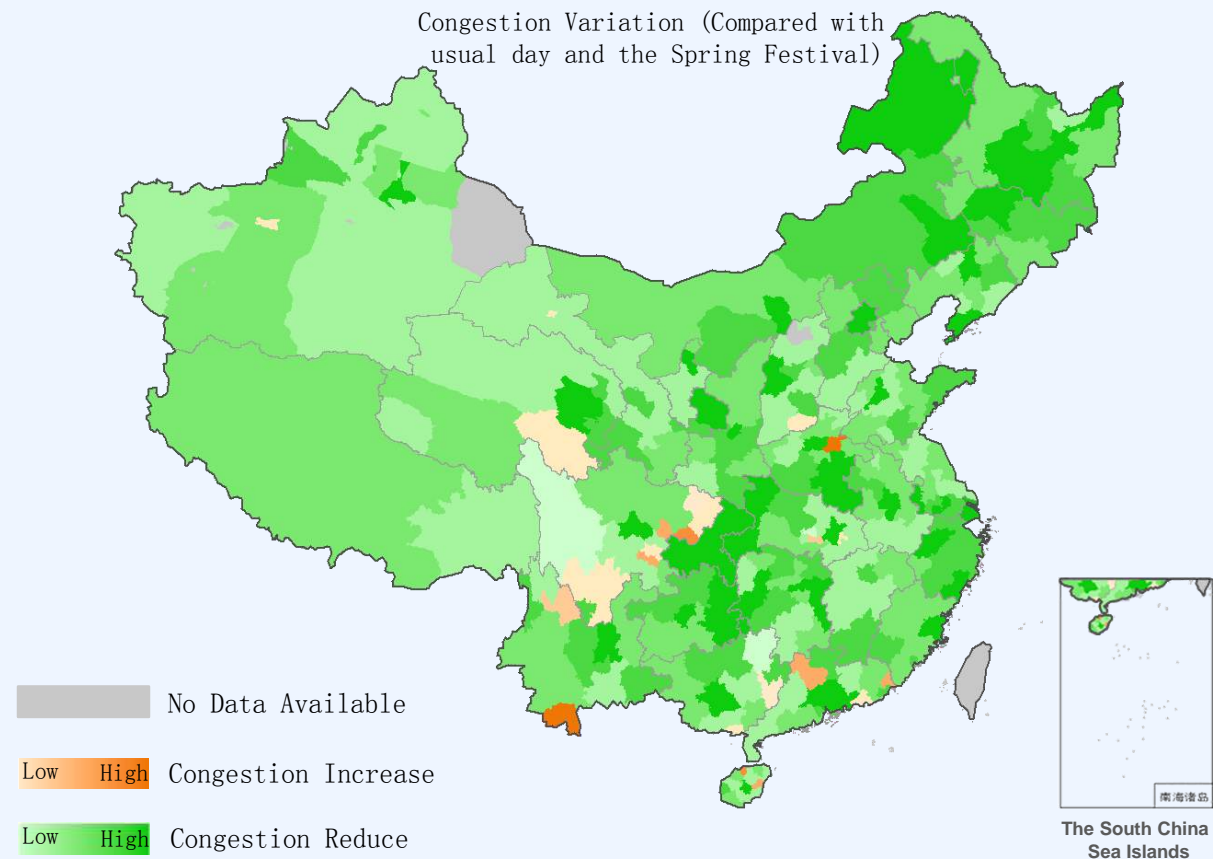 Congestion Variation (Compared with
usual day and the Spring Festival)
No Data Available
Low High Congestion Increase
Low High Congestion Reduce
南海诸岛
The South China
Sea Islands